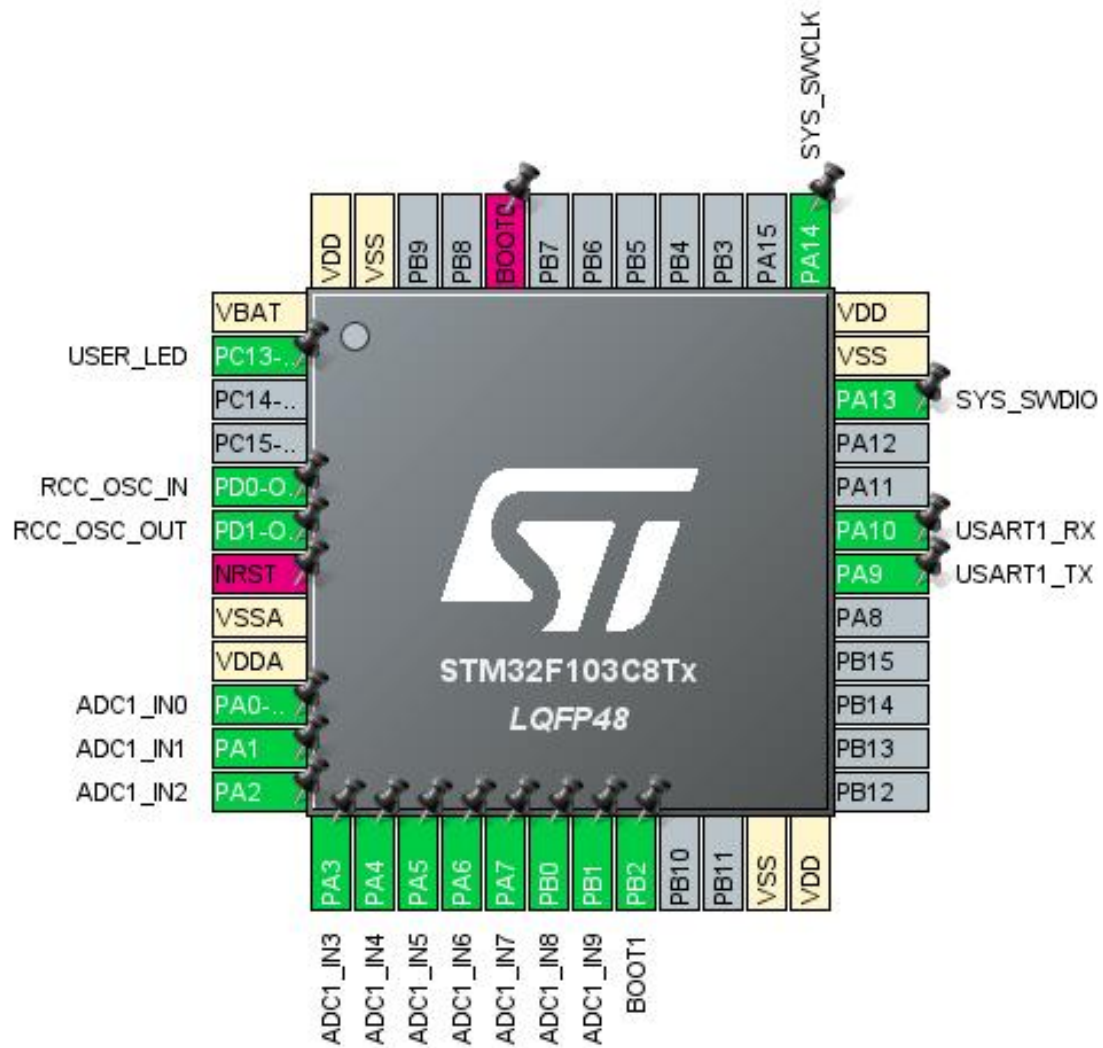 SYS_SWCLK
VDD
VSS
PB9
PB8
BOOT0
PB7
PB6
PB5
PB4
PB3
PA15
PA14
VBAT
USER_LED PC13-..
PC14-..
PC15-..
RCC_OSC_IN PD0-O.
RCC_OSC_OUT PD1-O.
NRST
VSSA
VDDA
ADC1_IN0 PA0-..
ADC1_IN1 PA1
ADC1_IN2 PA2
ST
STM32F103C8Tx
LQFP48
VDD
VSS
PA13 SYS_SWDIO
PA12
PA11
PA10 USART1_RX
PA9 USART1_TX
PA8
PB15
PB14
PB13
PB12
PA3
PA4
PA5
PA6
PA7
PB0
PB1
PB2
PB10
PB11
VSS
VDD
ADC1_IN3
ADC1_IN4
ADC1_IN5
ADC1_IN6
ADC1_IN7
ADC1_IN8
ADC1_IN9
BOOT1